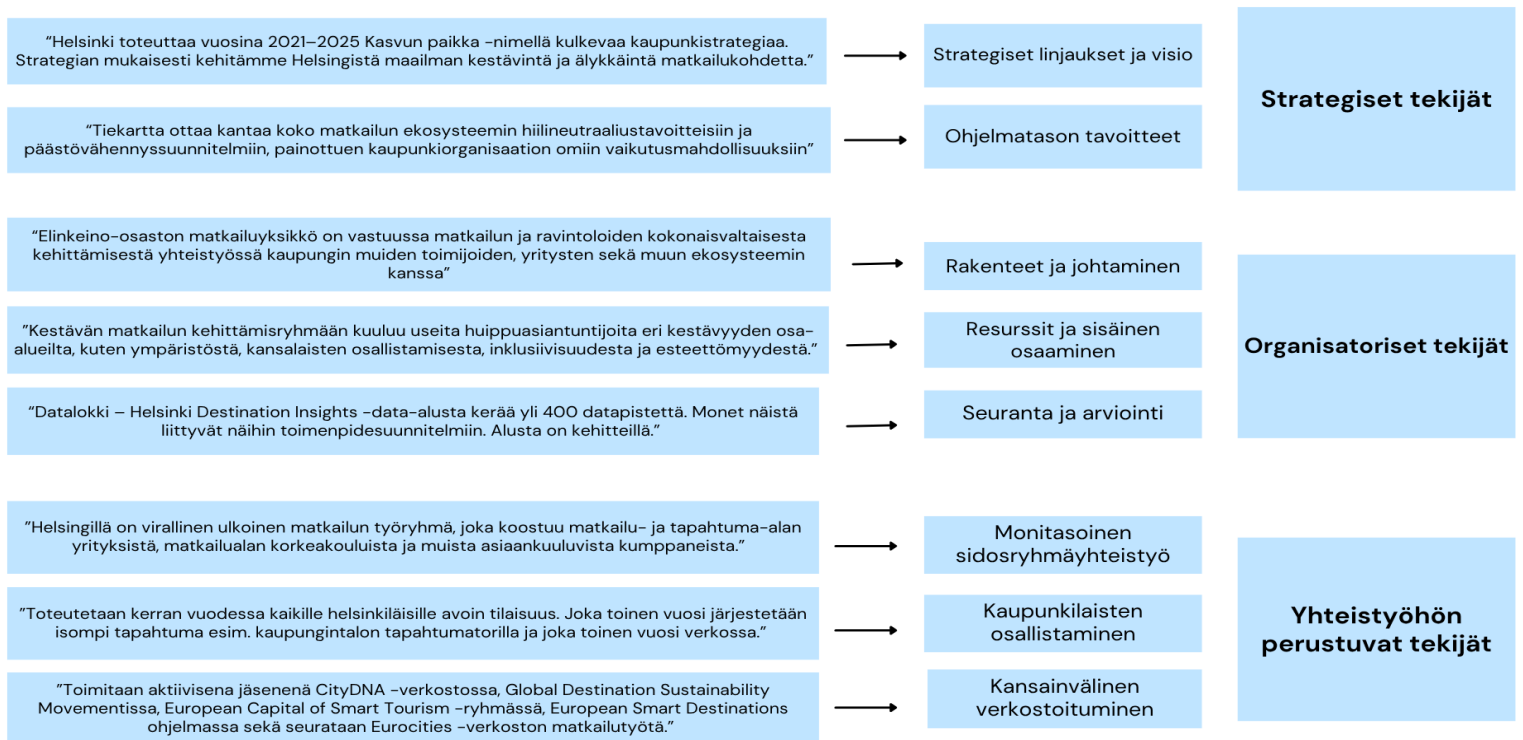 “Helsinki toteuttaa vuosina 2021–2025 Kasvun paikka -nimellä kulkevaa kaupunkistrategiaa.
Strategian mukaisesti kehitämme Helsingistä maailman kestävintä ja älykkäintä matkailukohdetta.”
Strategiset linjaukset ja visio
Strategiset tekijät
“Tiekartta ottaa kantaa koko matkailun ekosysteemin hiilineutraaliustavoitteisiin ja
päästövähennyssuunnitelmiin, painottuen kaupunkiorganisaation omiin vaikutusmahdollisuuksiin”
Ohjelmatason tavoitteet
“Elinkeino-osaston matkailuyksikkö on vastuussa matkailun ja ravintoloiden kokonaisvaltaisesta
kehittämisestä yhteistyössä kaupungin muiden toimijoiden, yritysten sekä muun ekosysteemin
kanssa”
Rakenteet ja johtaminen
Organisatoriset tekijät
”Kestävän matkailun kehittämisryhmään kuuluu useita huippuasiantuntijoita eri kestävyyden osa-
alueilta, kuten ympäristöstä, kansalaisten osallistamisesta, inklusiivisuudesta ja esteettömyydestä.”
Resurssit ja sisäinen
osaaminen
“Datalokki – Helsinki Destination Insights -data-alusta kerää yli 400 datapistettä. Monet näistä
liittyvät näihin toimenpidesuunnitelmiin. Alusta on kehitteillä.”
Seuranta ja arviointi
”Helsingillä on virallinen ulkoinen matkailun työryhmä, joka koostuu matkailu- ja tapahtuma-alan
yrityksistä, matkailualan korkeakouluista ja muista asiaankuuluvista kumppaneista.”
Monitasoinen
sidosryhmäyhteistyö
Yhteistyöhön
perustuvat tekijät
”Toteutetaan kerran vuodessa kaikille helsinkiläisille avoin tilaisuus. Joka toinen vuosi järjestetään
isompi tapahtuma esim. kaupungintalon tapahtumatorilla ja joka toinen vuosi verkossa.”
Kaupunkilaisten
osallistaminen
”Toimitaan aktiivisena jäsenenä CityDNA -verkostossa, Global Destination Sustainability
Movementissa, European Capital of Smart Tourism -ryhmässä, European Smart Destinations
ohjelmassa sekä seurataan Eurocities -verkoston matkailutyötä.”
Kansainvälinen
verkostoituminen